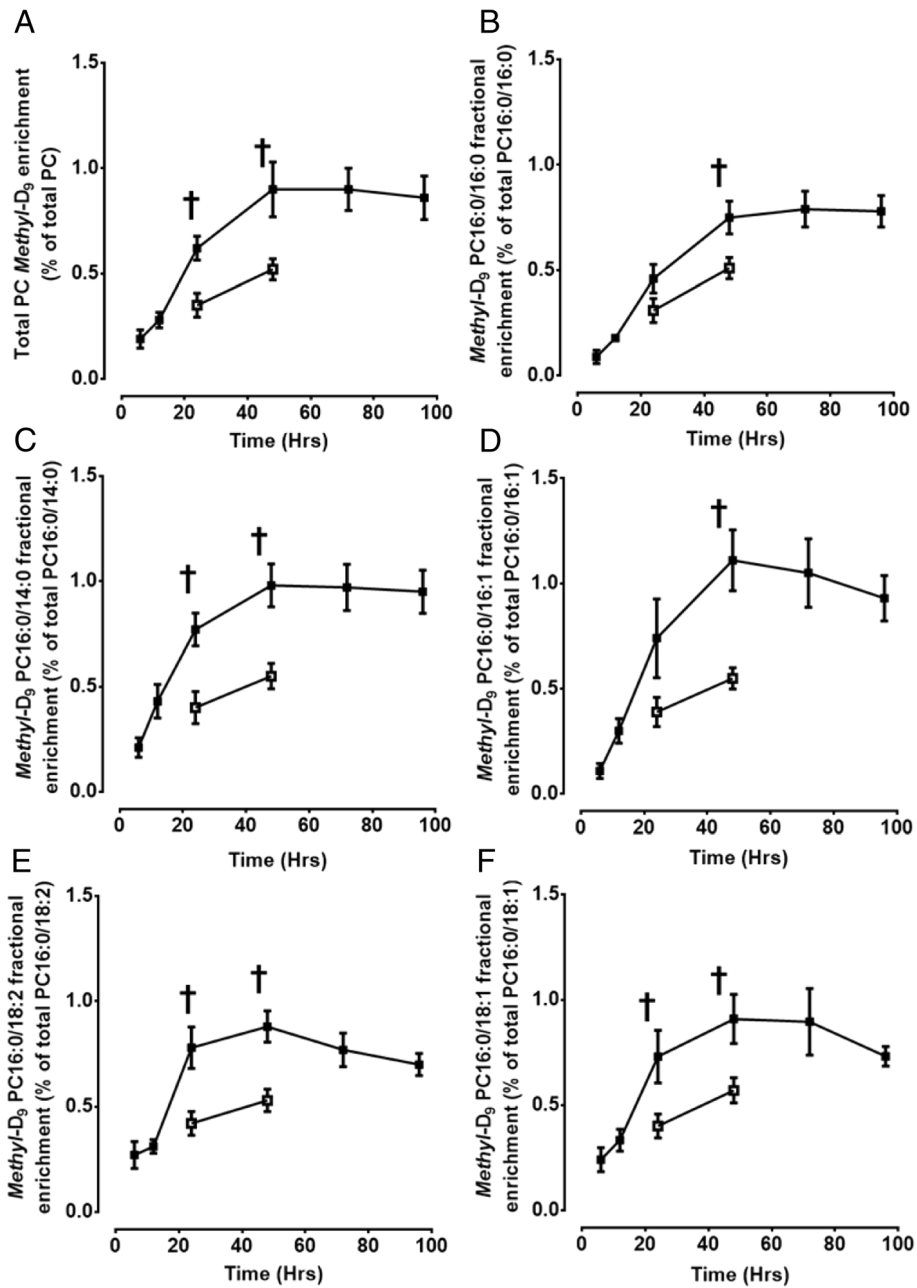 A
Total PC Methyl-D9 enrichment
(% of total PC)
1.5
1.0
0.5
0.0
† †
0 20 40 60 80 100
Time (Hrs)
B
Methyl-D9 PC16:0/16:0 fractional
enrichment (% of total PC16:0/16:0)
1.5
1.0
0.5
0.0
†
0 20 40 60 80 100
Time (Hrs)
C
Methyl-D9 PC16:0/14:0 fractional
enrichment (% of total PC16:0/14:0)
1.5
1.0
0.5
0.0
† †
0 20 40 60 80 100
Time (Hrs)
D
Methyl-D9 PC16:0/16:1 fractional
enrichment (% of total PC16:0/16:1)
1.5
1.0
0.5
0.0
†
0 20 40 60 80 100
Time (Hrs)
E
Methyl-D9 PC16:0/18:2 fractional
enrichment (% of total PC16:0/18:2)
1.5
1.0
0.5
0.0
† †
0 20 40 60 80 100
Time (Hrs)
F
Methyl-D9 PC16:0/18:1 fractional
enrichment (% of total PC16:0/18:1)
1.5
1.0
0.5
0.0
† †
0 20 40 60 80 100
Time (Hrs)